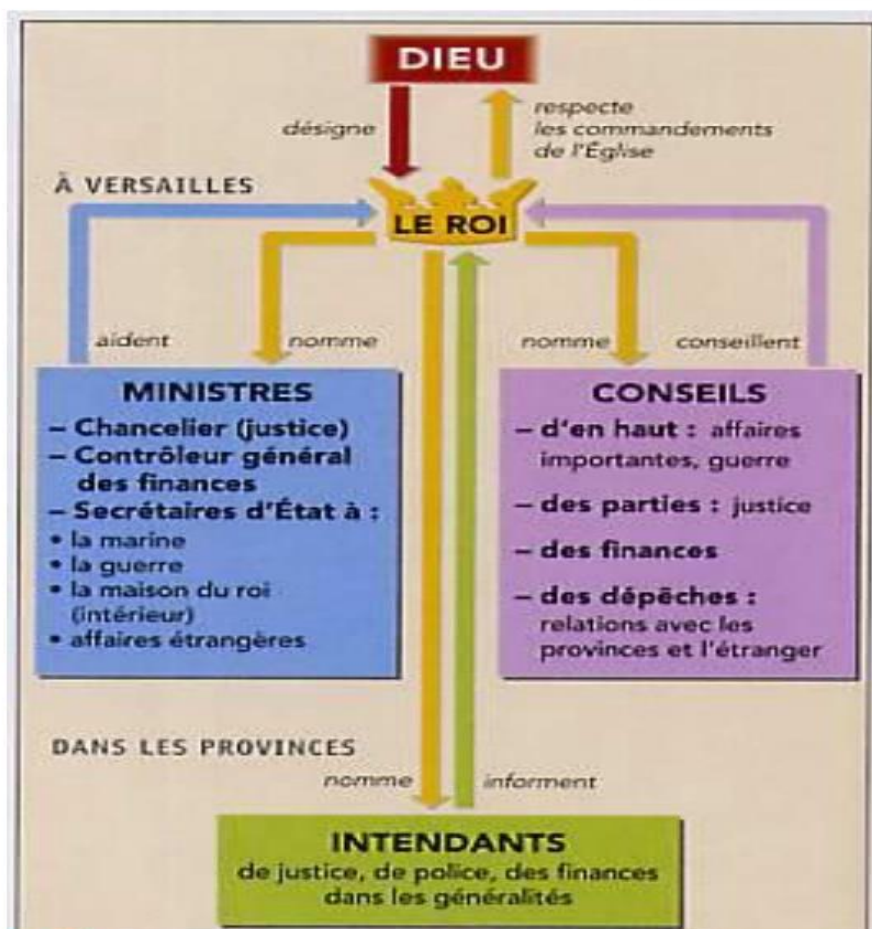 DIEU
désigne
respecte
les commandements
de l'Église
À VERSAILLES
LE ROI
aident
nomme
nomme
conseillent
MINISTRES
– Chancelier (justice)
– Contrôleur général
des finances
– Secrétaires d'État à :
• la marine
• la guerre
• la maison du roi
(intérieur)
• affaires étrangères
CONSEILS
– d'en haut : affaires
importantes, guerre
– des parties : justice
– des finances
– des dépêches :
relations avec les
provinces et l'étranger
DANS LES PROVINCES
nomme
informent
INTENDANTS
de justice, de police, des finances
dans les généralités